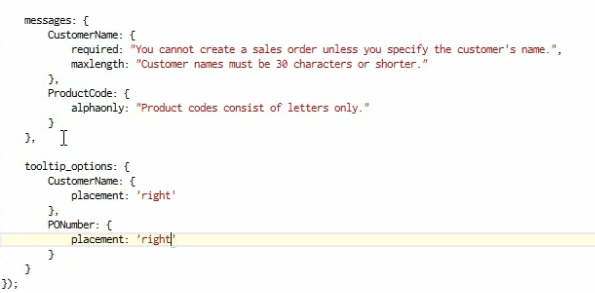 messages: {
CustomerName: {
required: "You cannot create a sales order unless you specify the customer's name.",
maxlength: "Customer names must be 30 characters or shorter."
},
ProductCode: {
alphaonly: "Product codes consist of letters only."
}
},
tooltip_options: {
CustomerName: {
placement: 'right'
},
PONumber: {
placement: 'right'
}
}
});